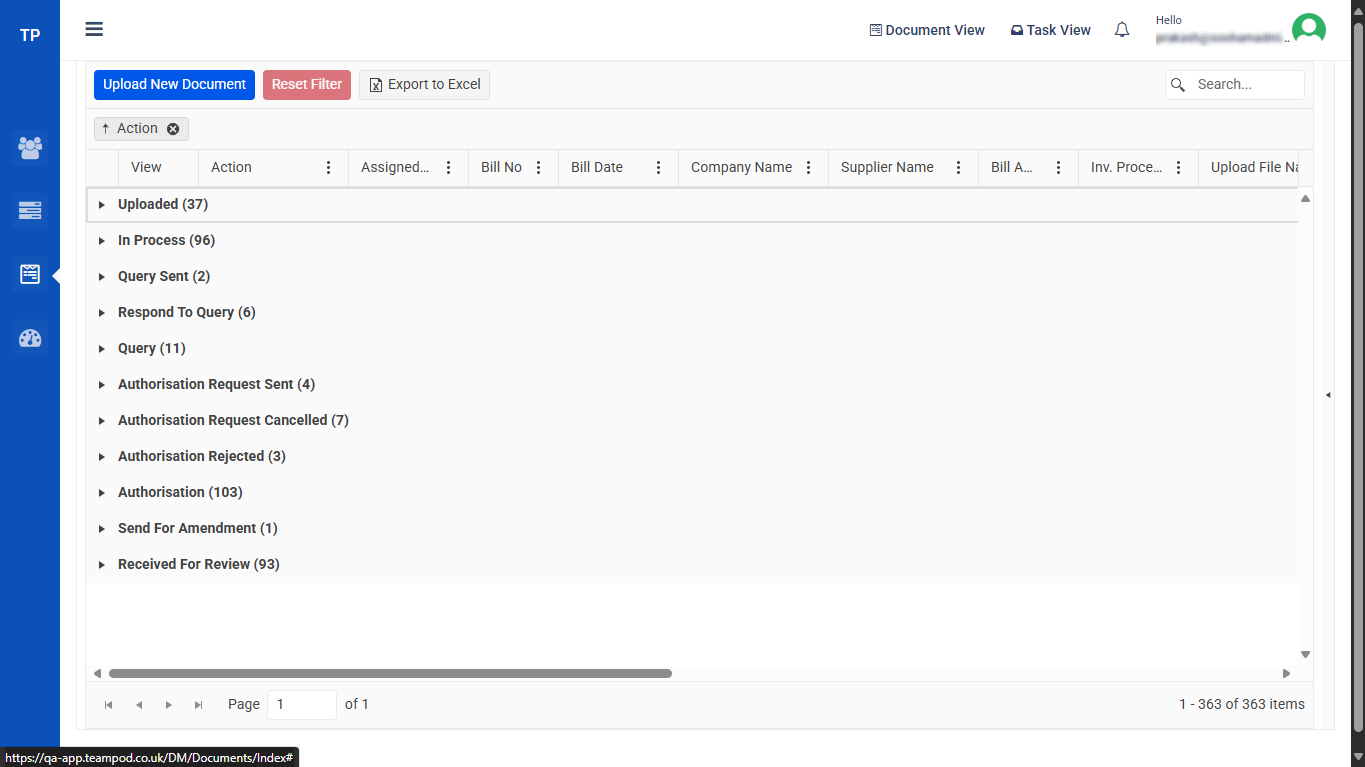 TP
Document View
Task View
Hello
Upload New Document
Reset Filter
Export to Excel
Search...
↑ Action
View
Action
Assigned...
Bill No
Bill Date
Company Name
Supplier Name
Bill A...
Inv. Proce...
Upload File Na
Uploaded (37)
In Process (96)
Query Sent (2)
Respond To Query (6)
Query (11)
Authorisation Request Sent (4)
Authorisation Request Cancelled (7)
Authorisation Rejected (3)
Authorisation (103)
Send For Amendment (1)
Received For Review (93)
Page 1 of 1
1 - 363 of 363 items
https://qa-app.teampod.co.uk/DM/Documents/Index#